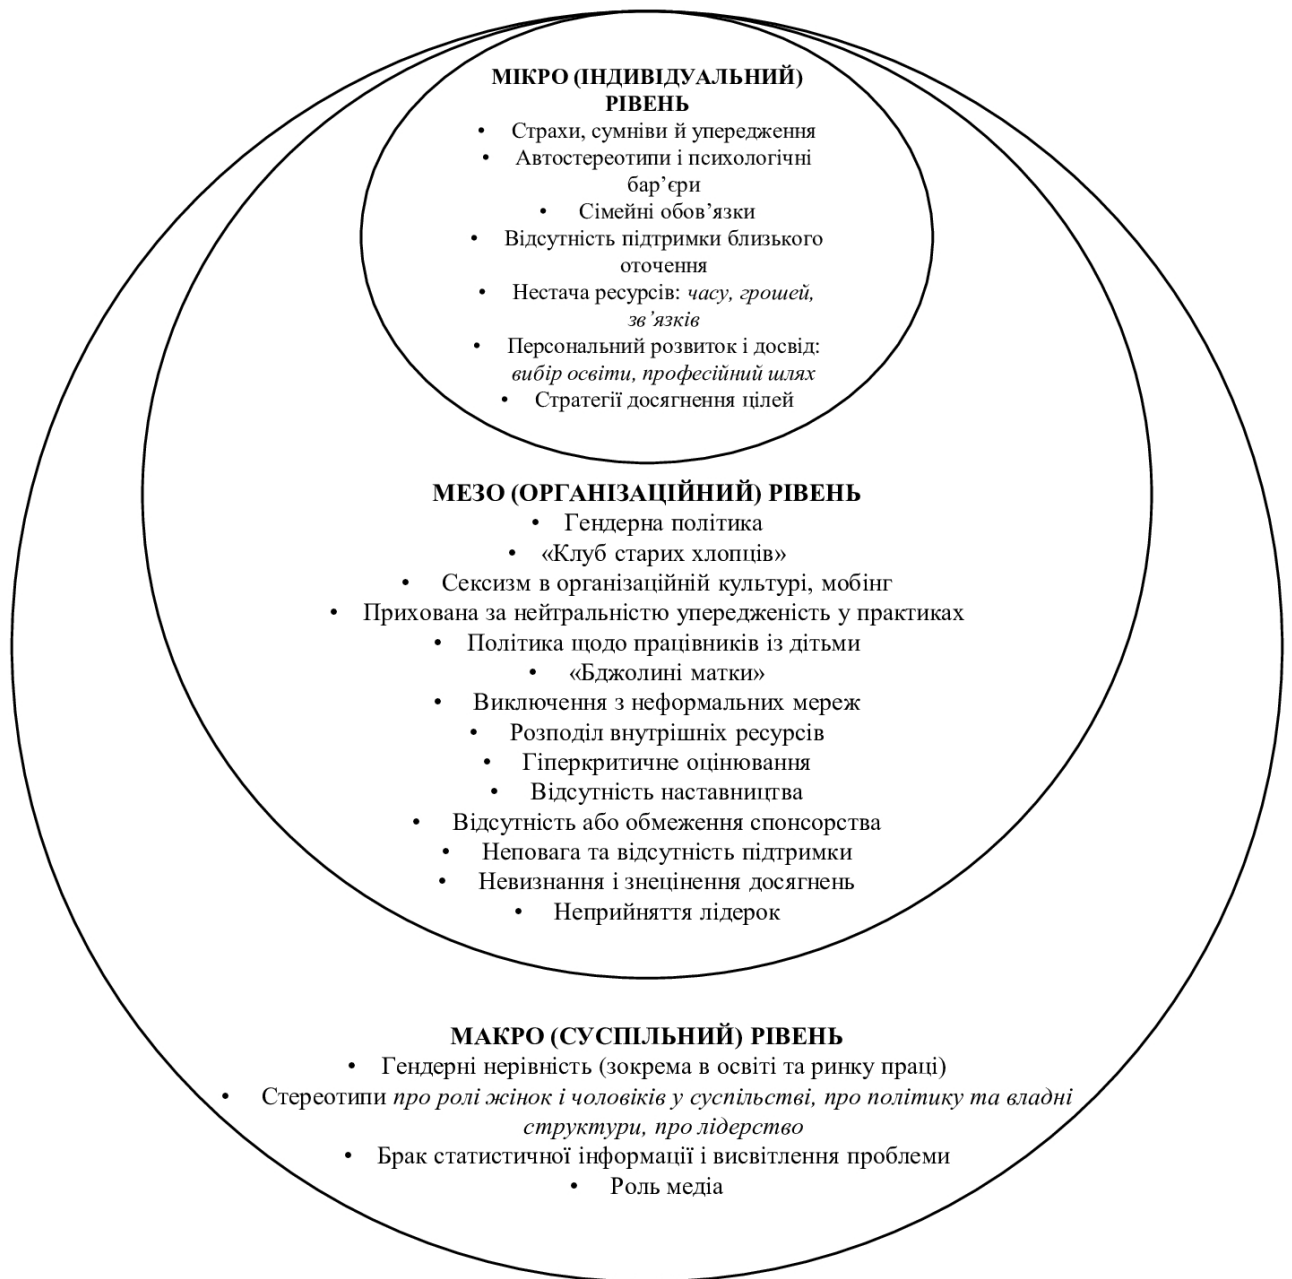 МІКРО (ІНДИВІДУАЛЬНИЙ)
РІВЕНЬ
• Страхи, сумніви й упередження
• Автостереотипи і психологічні
бар’єри
• Сімейні обов’язки
• Відсутність підтримки близького
оточення
• Нестача ресурсів: часу, грошей,
зв’язків
• Персональний розвиток і досвід:
вибір освіти, професійний шлях
• Стратегії досягнення цілей
МЕЗО (ОРГАНІЗАЦІЙНИЙ) РІВЕНЬ
• Гендерна політика
• «Клуб старих хлопців»
• Сексизм в організаційній культурі, мобінг
• Прихована за нейтральністю упередженість у практиках
• Політика щодо працівників із дітьми
• «Бджолині матки»
• Виключення з неформальних мереж
• Розподіл внутрішніх ресурсів
• Гіперкритичне оцінювання
• Відсутність наставництва
• Відсутність або обмеження спонсорства
• Неповага та відсутність підтримки
• Невизнання і знецінення досягнень
• Неприйняття лідерок
МАКРО (СУСПІЛЬНИЙ) РІВЕНЬ
• Гендерні нерівність (зокрема в освіті та ринку праці)
• Стереотипи про ролі жінок і чоловіків у суспільстві, про політику та владні
структури, про лідерство
• Брак статистичної інформації і висвітлення проблеми
• Роль медіа